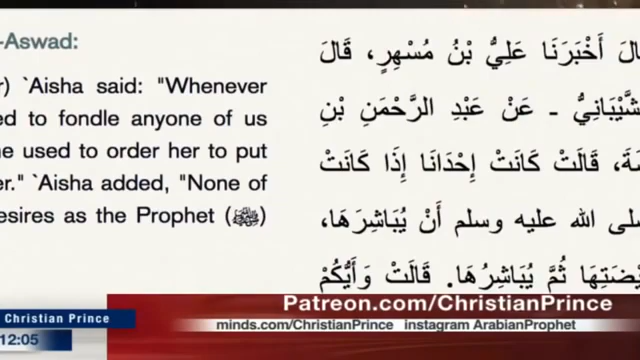 -Aswad:
r) `Aisha said: "Whenever
ed to fondle anyone of us
ne used to order her to put
er." `Aisha added, "None of
esires as the Prophet (ﷺ)
الَ أَخْبَرَنَا عَلِيُّ بْنُ مُسْهِرٍ، قَالَ
شَّيْبَانِيُّ ـ عَنْ عَبْدِ الرَّحْمَنِ بْنِ
شَةَ، قَالَتْ كَانَتْ إِحْدَانَا إِذَا كَانَتْ
صلى الله عليه وسلم أَنْ يُبَاشِرَهَا،
يْضَتِهَا ثُمَّ يُبَاشِرُهَا. قَالَتْ وَأَيُّكُمْ
Patreon.com/ChristianPrince
Christian Prince
minds.com/ChristianPrince instagram ArabianProphet
12:05